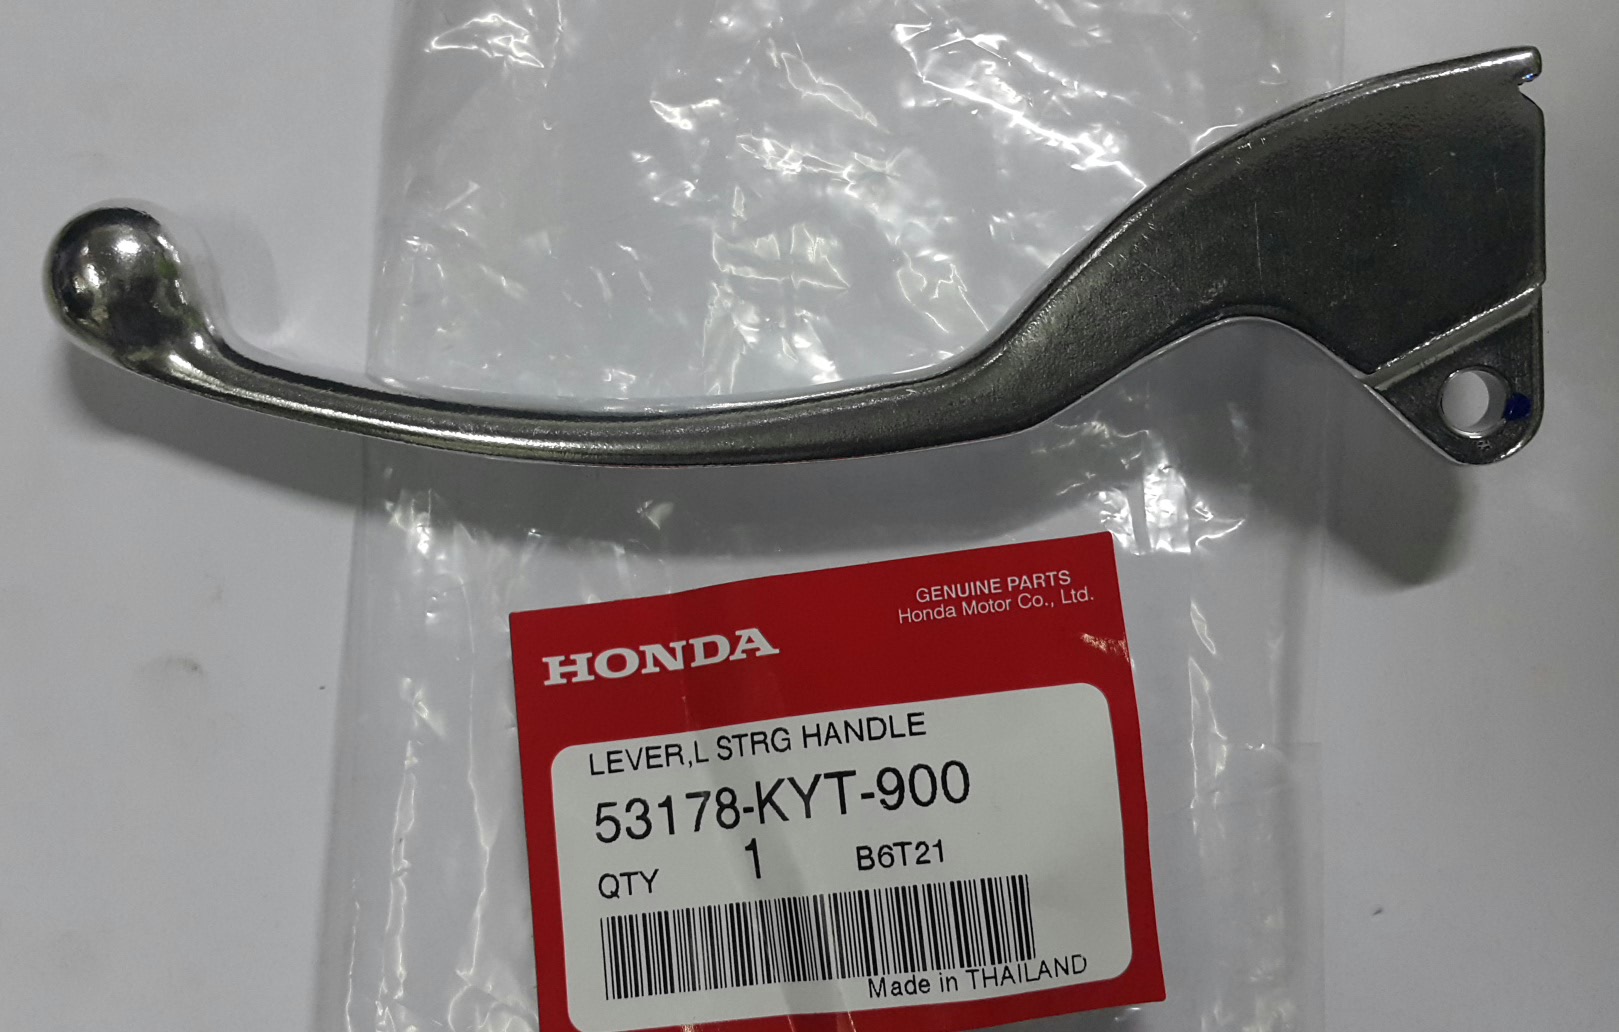 GENUINE PARTS
Honda Motor Co., Ltd.
HONDA
LEVER,L STRG HANDLE
53178-KYT-900
QTY 1 B6T21
Made in THAILAND